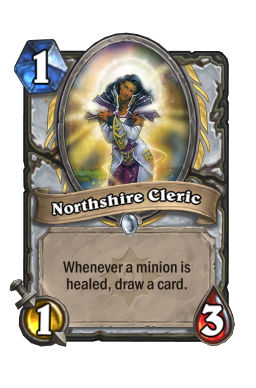 1
Northshire Cleric
Whenever a minion is
healed, draw a card.
1
3